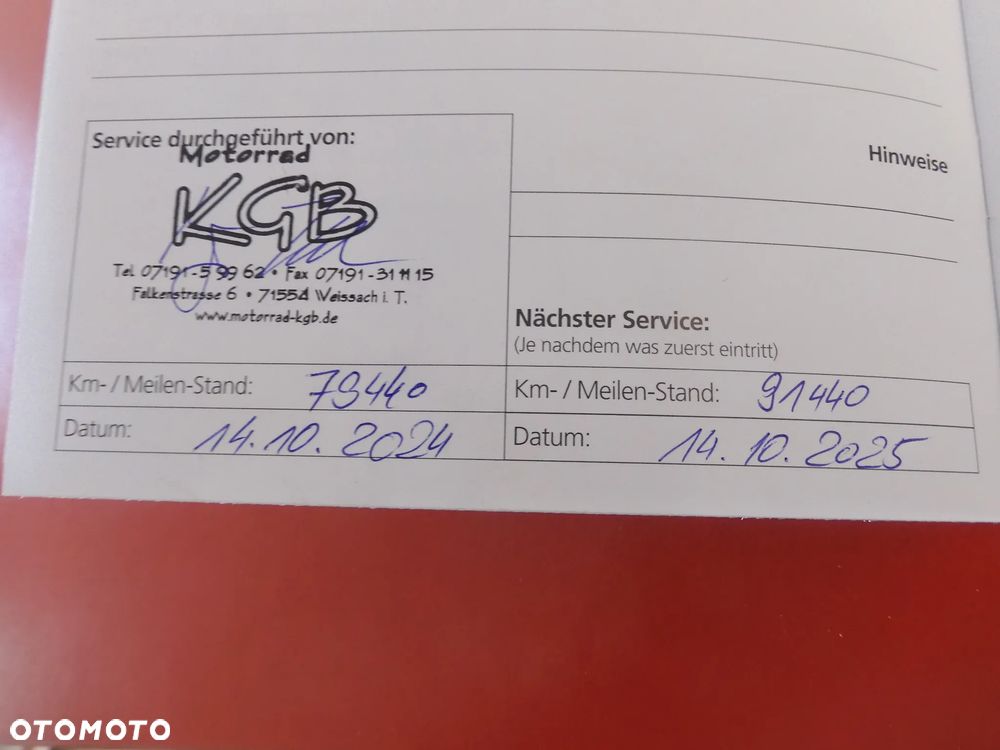 Service durchgeführt von:
Motorrad
KGB
Tel 07191-5 99 62 • Fax 07191-31 11 15
Falkenstrasse 6 • 71554 Weissach i. T.
www.motorrad-kgb.de
Km- / Meilen-Stand: 79440
Datum: 14.10.2024
Hinweise
Nächster Service:
(Je nachdem was zuerst eintritt)
Km- / Meilen-Stand: 91440
Datum: 14.10.2025
OTOMOTO